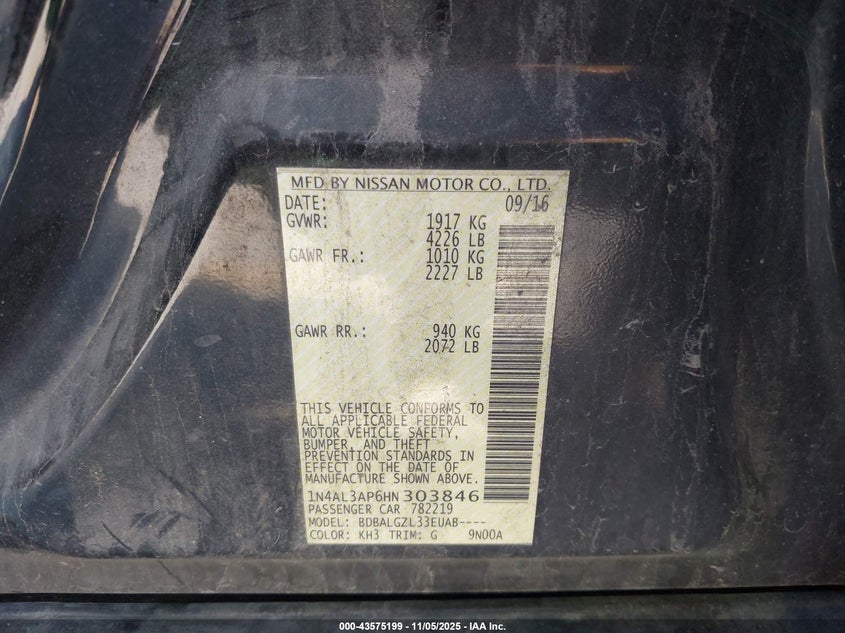 MFD BY NISSAN MOTOR CO., LTD.
DATE: 09/16
GVWR: 1917 KG
4226 LB
GAWR FR.: 1010 KG
2227 LB
GAWR RR.: 940 KG
2072 LB
THIS VEHICLE CONFORMS TO
ALL APPLICABLE FEDERAL
MOTOR VEHICLE SAFETY,
BUMPER, AND THEFT
PREVENTION STANDARDS IN
EFFECT ON THE DATE OF
MANUFACTURE SHOWN ABOVE.
1N4AL3AP6HN303846
PASSENGER CAR 782219
MODEL: BDBALGZL33EUAB----
COLOR: KH3 TRIM: G 9N00A
000-43575199 - 11/05/2025 - IAA Inc.